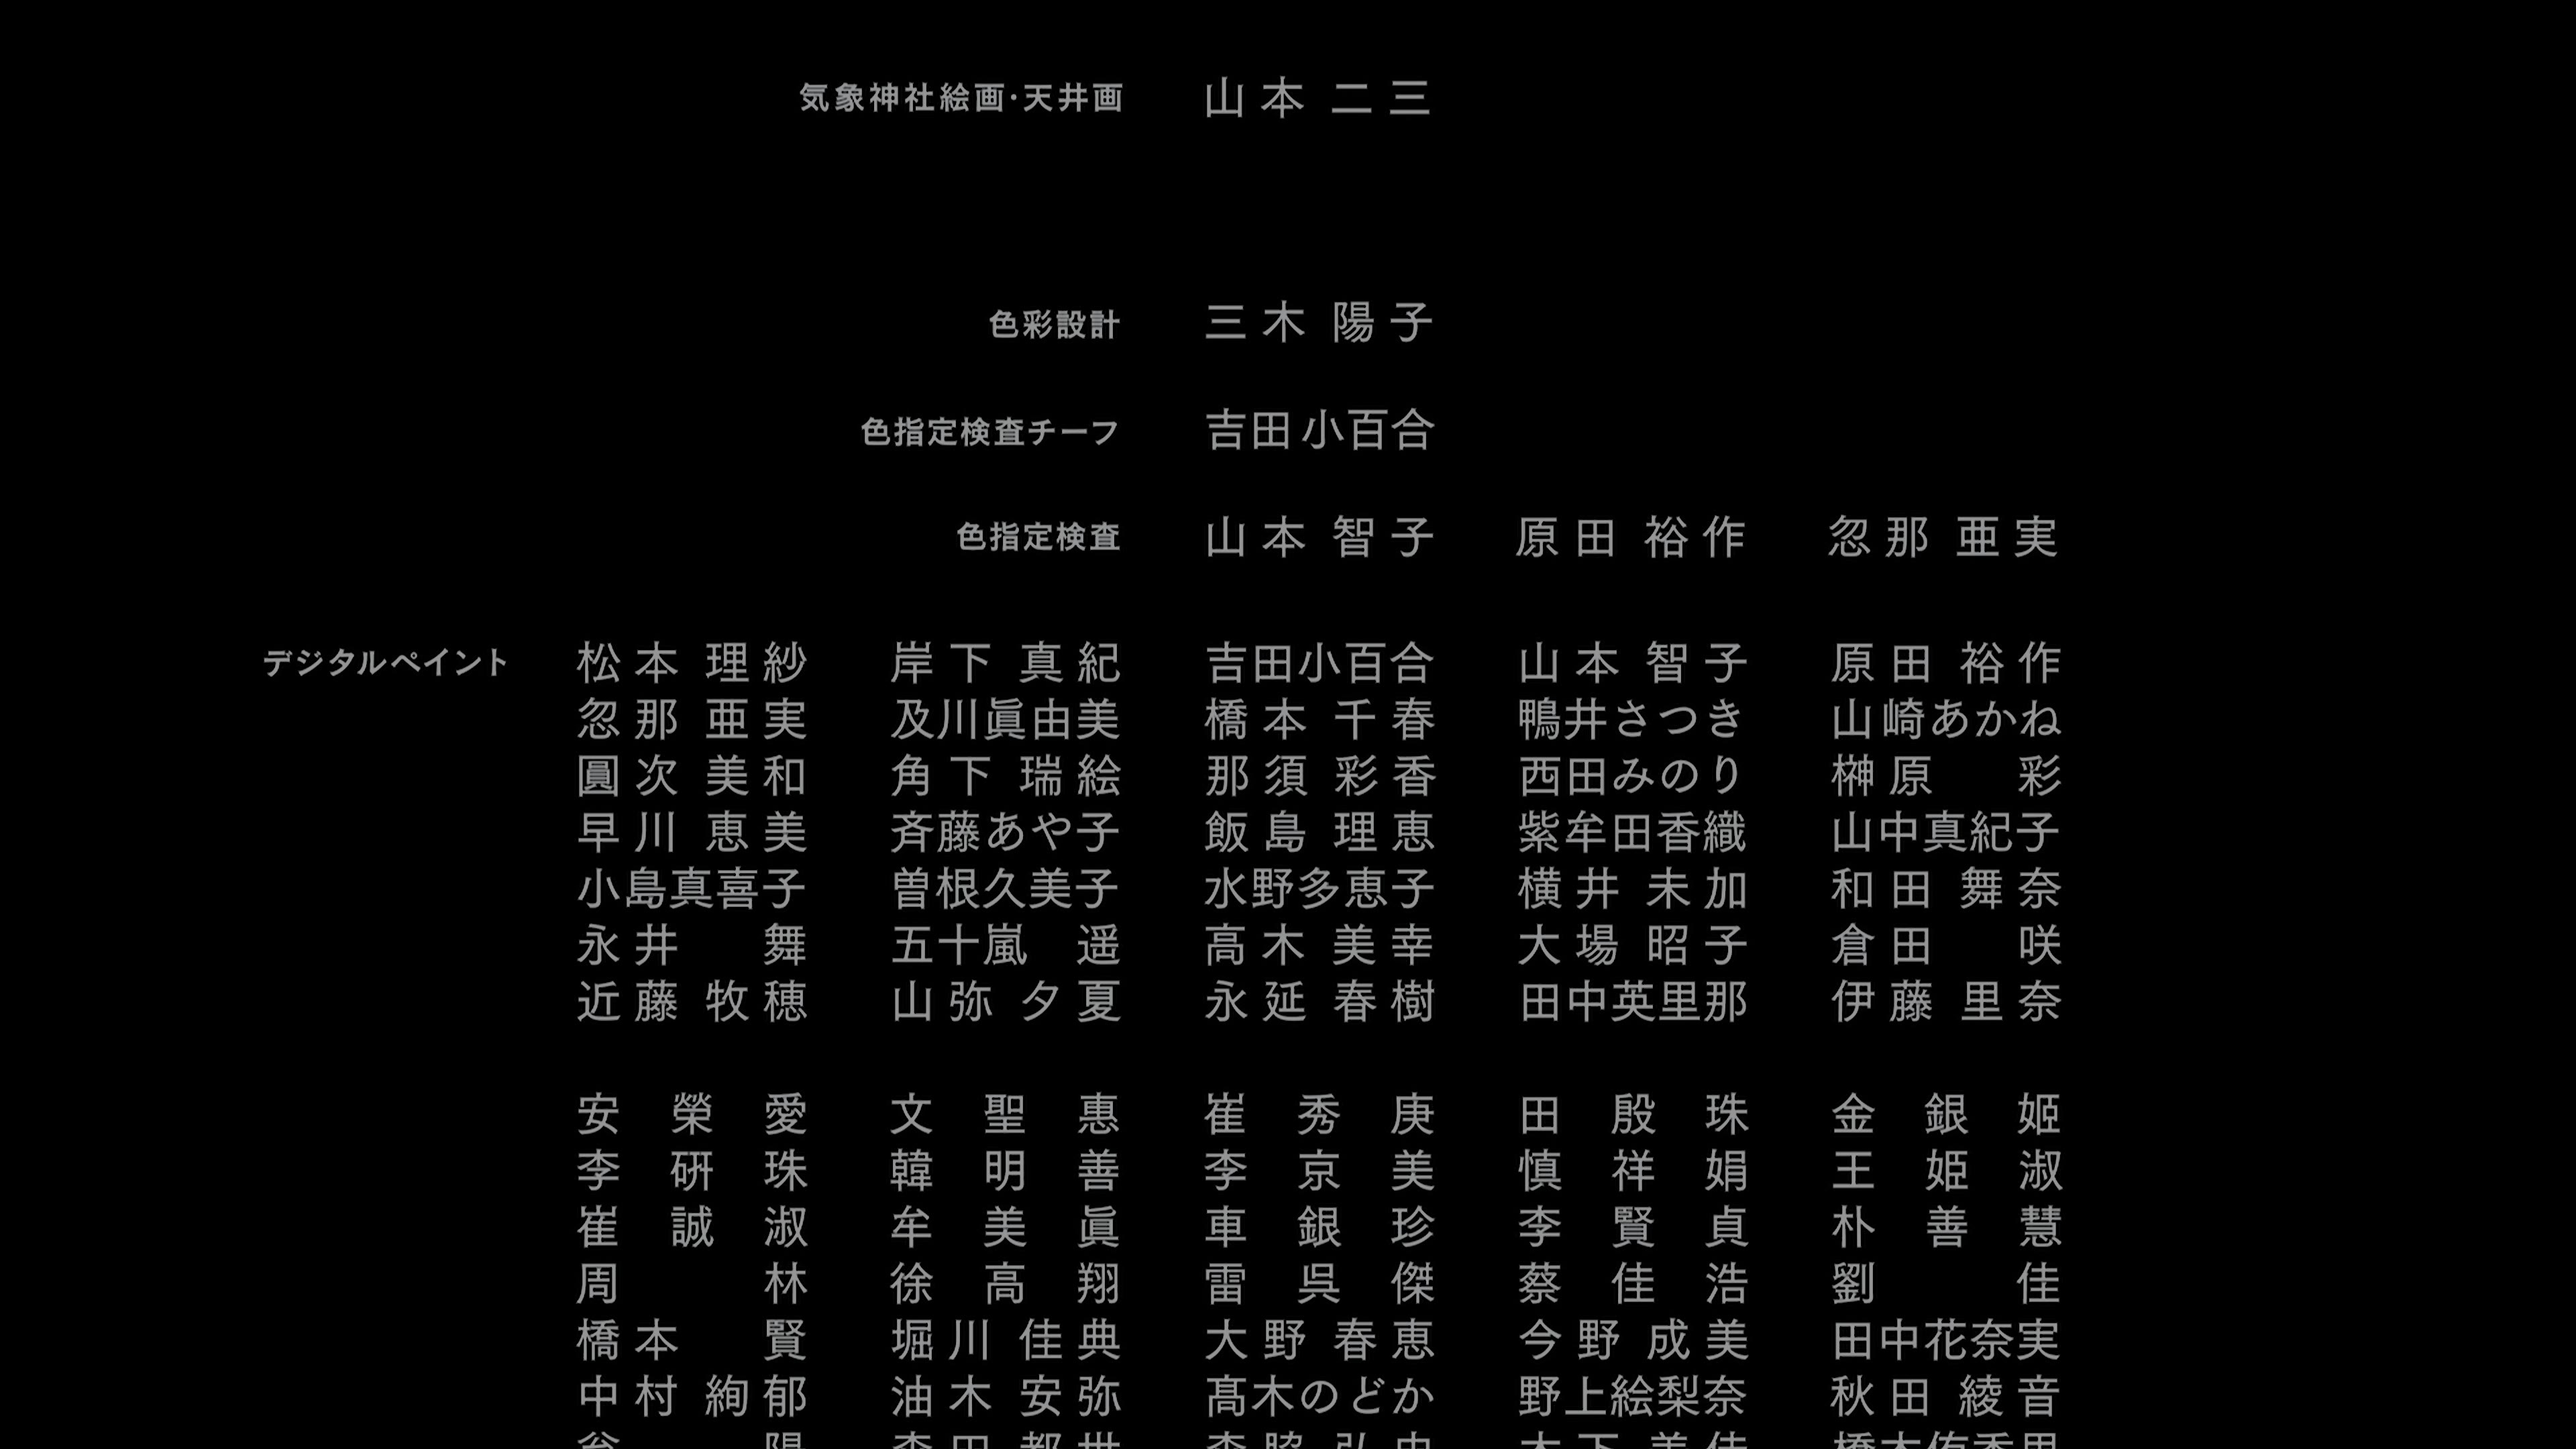 気象神社絵画・天井画 山本 二三
色彩設計 三木 陽子
色指定検査チーフ 吉田小百合
色指定検査 山本 智子 原田 裕作 忽那 亜実
デジタルペイント 松本 理紗 岸下 真紀 吉田小百合 山本 智子 原田 裕作
忽那 亜実 及川眞由美 橋本 千春 鴨井さつき 山崎あかね
圓次 美和 角下 瑞絵 那須 彩香 西田みのり 榊原 彩
早川 恵美 斉藤あや子 飯島 理恵 紫牟田香織 山中真紀子
小島真喜子 曽根久美子 水野多恵子 横井 未加 和田 舞奈
永井 舞 五十嵐 遥 高木 美幸 大場 昭子 倉田 咲
近藤 牧穂 山弥 夕夏 永延 春樹 田中英里那 伊藤 里奈
安 榮 愛 文 聖 惠 崔 秀 庚 田 殷 珠 金 銀 姫
李 硏 珠 韓 明 善 李 京 美 慎 祥 娟 王 姫 淑
崔 誠 淑 牟 美 眞 車 銀 珍 李 賢 貞 朴 善 慧
周 林 徐 高 翔 雷 呉 傑 蔡 佳 浩 劉 佳
橋本 賢 堀川 佳典 大野 春恵 今野 成美 田中花奈実
中村 絢郁 油木 安弥 髙木のどか 野上絵梨奈 秋田 綾音